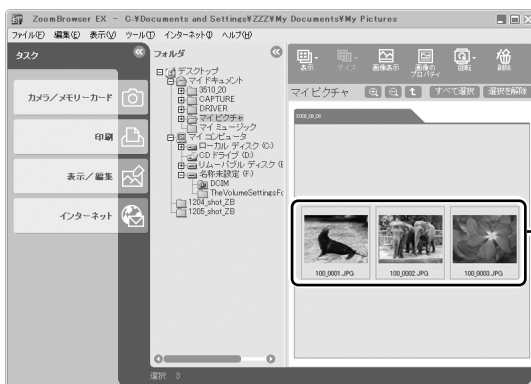 ZoomBrowser EX - C:¥Documents and Settings¥ZZZ¥My Documents¥My Pictures
ファイル(F) 編集(E) 表示(V) ツール(T) インターネット(I) ヘルプ(H)
タスク
カメラ/メモリーカード
印刷
表示/編集
インターネット
フォルダ
デスクトップ
マイドキュメント
3510_20
CAPTURE
DRIVER
マイピクチャ
マイ ミュージック
マイ コンピュータ
ローカル ディスク (C:)
CD ドライブ (D:)
リムーバブル ディスク (E
名称未設定 (F:)
DCIM
TheVolumeSettingsFo
1204_shot_ZB
1205_shot_ZB
表示 サイズ 画像表示 画像のプロパティ 回転 削除
マイピクチャ すべて選択 選択を解除
100_0001.JPG 100_0002.JPG 100_0003.JPG
選択 3